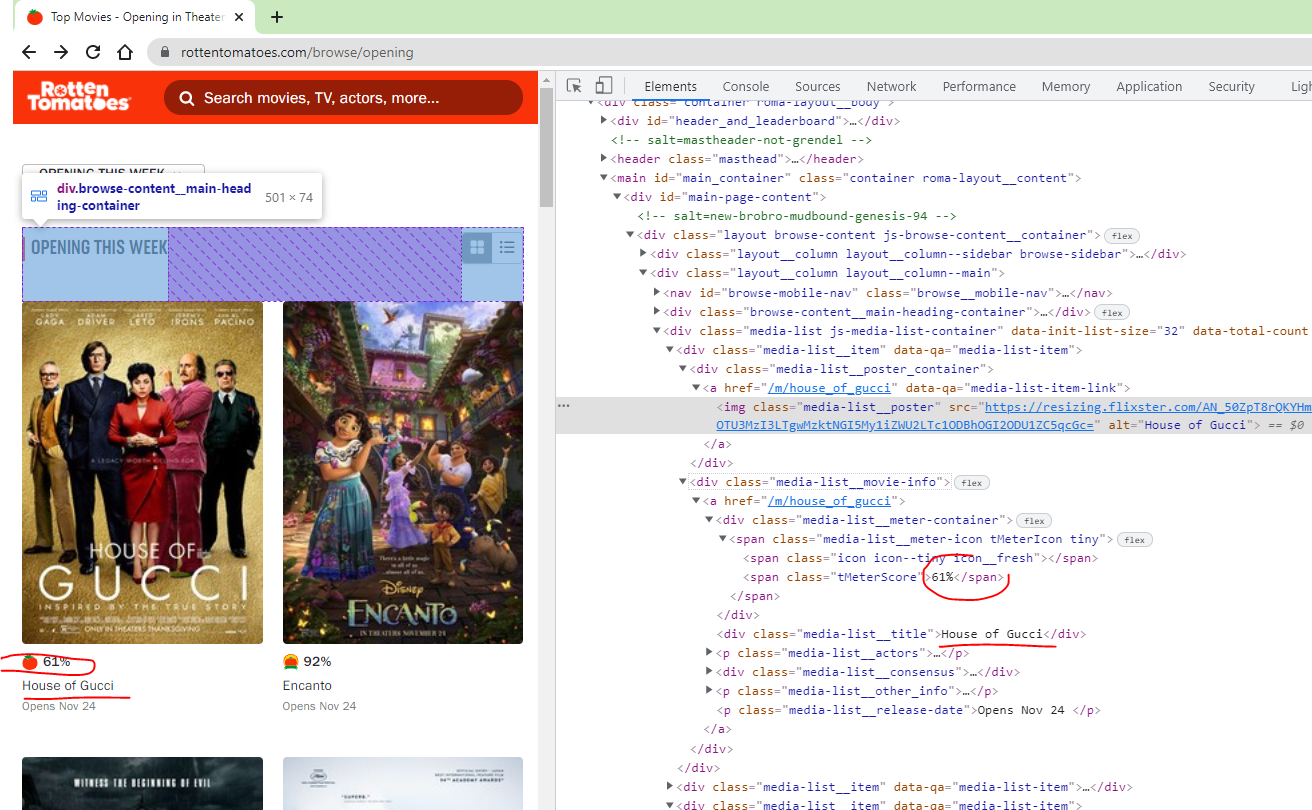 Top Movies - Opening in Theater
rottentomatoes.com/browse/opening
Rotten
Tomatoes
Search movies, TV, actors, more...
OPENING THIS WEEK
div.browse-content__main-head
ing-container
501 × 74
OPENING THIS WEEK
LADY GAGA
ADAM DRIVER
JARED LETO
JEREMY IRONS
AL PACINO
A LEGACY WORTH KILLING FOR
HOUSE OF
GUCCI
INSPIRED BY THE TRUE STORY
ONLY IN THEATERS THANKSGIVING
There's a little magic
in all of us
almost all of us.
Disney
ENCANTO
IN THEATERS NOVEMBER 24
61%
House of Gucci
Opens Nov 24
92%
Encanto
Opens Nov 24
WITNESS THE BEGINNING OF EVIL
"SUPERB."
Elements Console Sources Network Performance Memory Application Security Ligh
<div class="container roma-layout__body">
<div id="header_and_leaderboard">…</div>
<!-- salt=mastheader-not-grendel -->
<header class="masthead">…</header>
<main id="main_container" class="container roma-layout__content">
<div id="main-page-content">
<!-- salt=new-brobro-mudbound-genesis-94 -->
<div class="layout browse-content js-browse-content__container"> flex
<div class="layout__column layout__column--sidebar browse-sidebar">…</div>
<div class="layout__column layout__column--main">
<nav id="browse-mobile-nav" class="browse__mobile-nav">…</nav>
<div class="browse-content__main-heading-container">…</div> flex
<div class="media-list js-media-list-container" data-init-list-size="32" data-total-count
<div class="media-list__item" data-qa="media-list-item">
<div class="media-list__poster_container">
<a href="/m/house_of_gucci" data-qa="media-list-item-link">
<img class="media-list__poster" src="https://resizing.flixster.com/AN_50ZpT8rQKYHm
OTU3MzI3LTgwMzktNGI5My1iZWU2LTc1ODBhOGI2ODU1ZC5qcGc=" alt="House of Gucci"> == $0
</a>
</div>
<div class="media-list__movie-info"> flex
<a href="/m/house_of_gucci">
<div class="media-list__meter-container"> flex
<span class="media-list__meter-icon tMeterIcon tiny"> flex
<span class="icon icon--tiny icon__fresh"></span>
<span class="tMeterScore">61%</span>
</span>
</div>
<div class="media-list__title">House of Gucci</div>
<p class="media-list__actors">…</p>
<div class="media-list__consensus">…</div>
<p class="media-list__other_info">…</p>
<p class="media-list__release-date">Opens Nov 24 </p>
</a>
</div>
</div>
<div class="media-list__item" data-qa="media-list-item">…</div>
<div class="media-list__item" data-qa="media-list-item">